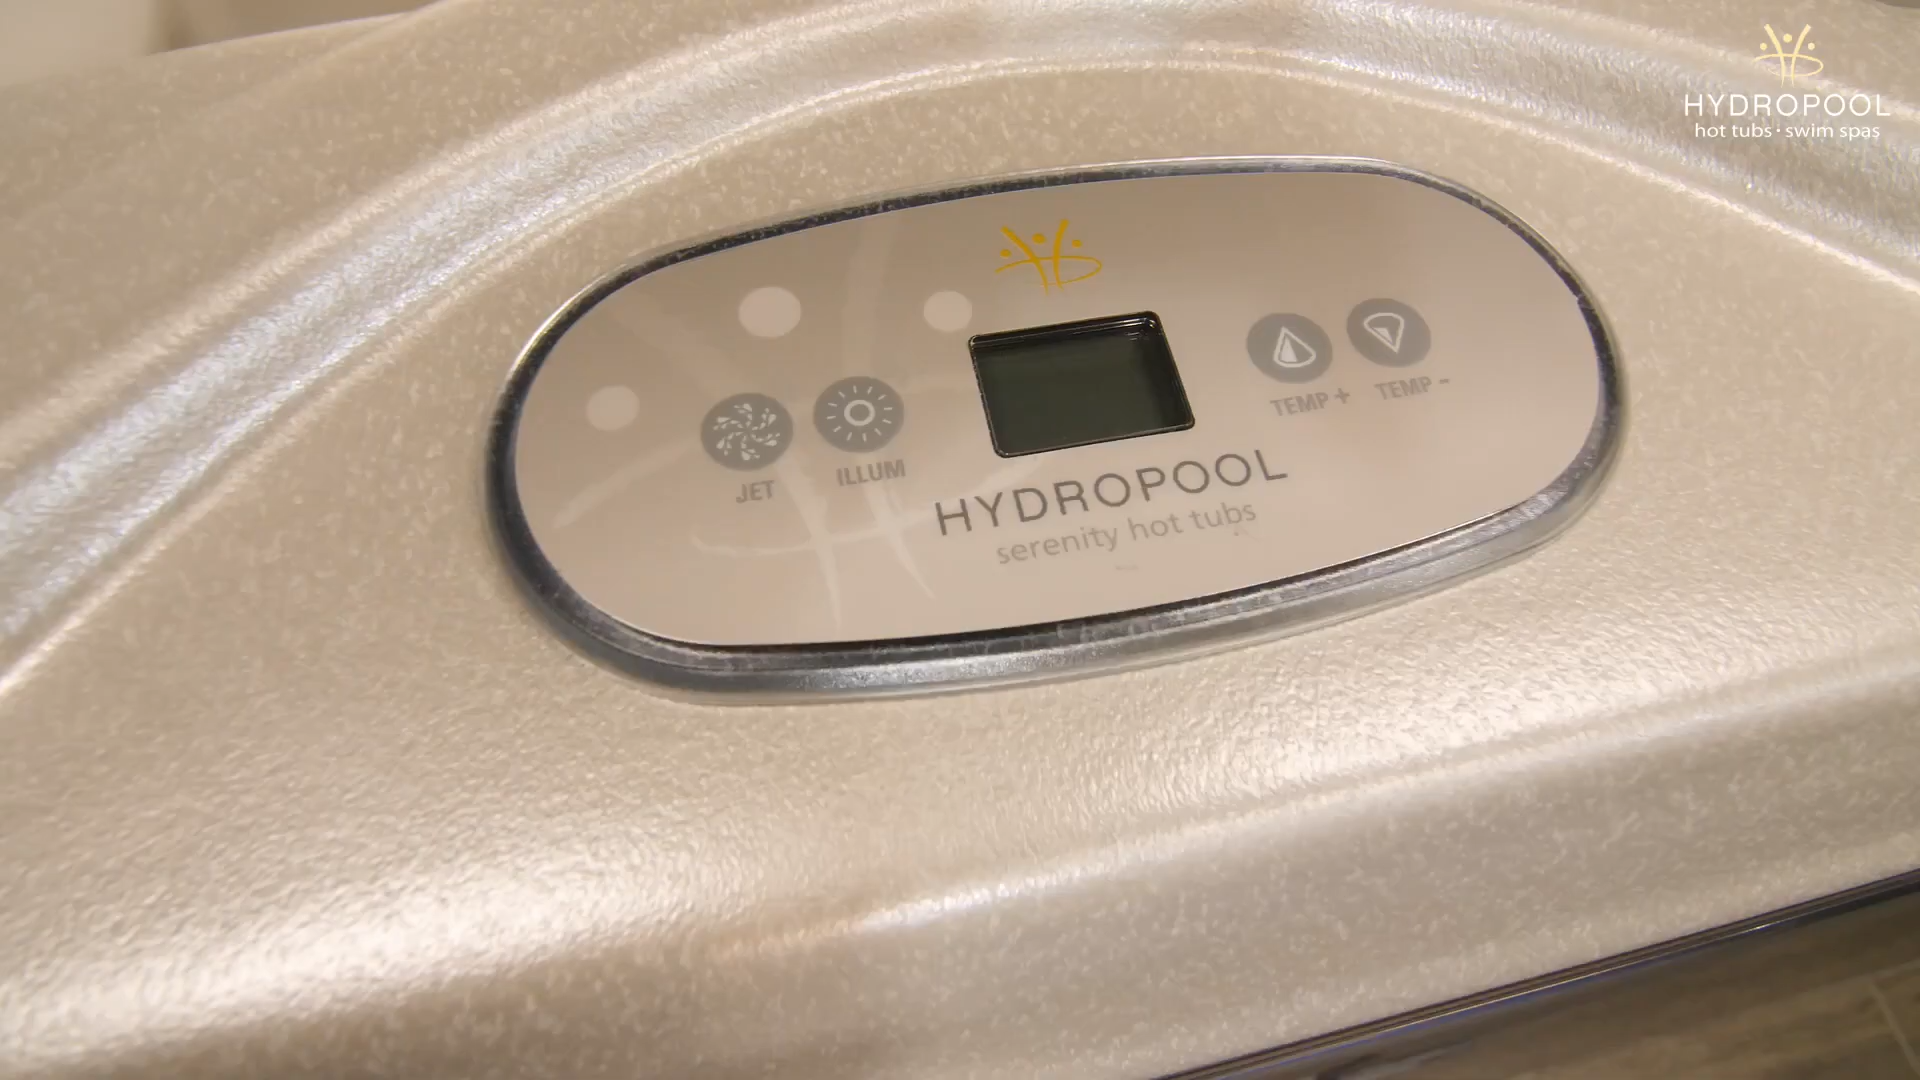 HYDROPOOL
hot tubs · swim spas
JET
ILLUM
TEMP +
TEMP -
HYDROPOOL
serenity hot tubs